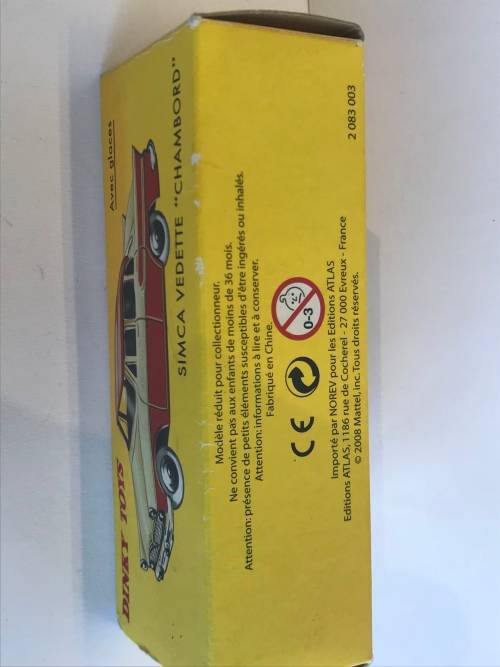 Avec glaces
DINKY TOYS
SIMCA VEDETTE "CHAMBORD"
Modèle réduit pour collectionneur.
Ne convient pas aux enfants de moins de 36 mois.
Attention: présence de petits éléments susceptibles d'être ingérés ou inhalés.
Attention: informations à lire et à conserver.
Fabriqué en Chine.
CE
0-3
Importé par NOREV pour les Editions ATLAS
Editions ATLAS, 1186 rue de Cocherel - 27 000 Evreux - France
© 2008 Mattel, inc. Tous droits réservés.
2 083 003